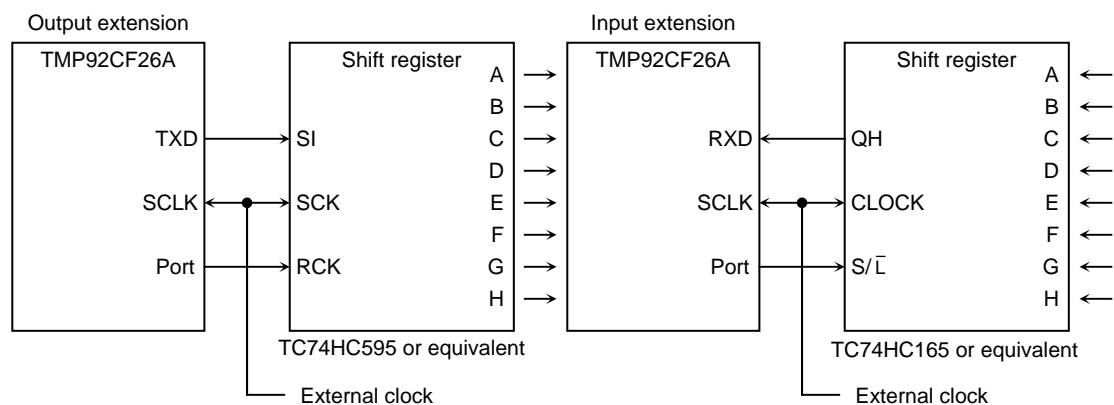 Output extension
TMP92CF26A
TXD
SCLK
Port
Shift register
SI
SCK
RCK
A
B
C
D
E
F
G
H
TC74HC595 or equivalent
External clock
Input extension
TMP92CF26A
RXD
SCLK
Port
Shift register
QH
CLOCK
S/L̄
A
B
C
D
E
F
G
H
TC74HC165 or equivalent
External clock